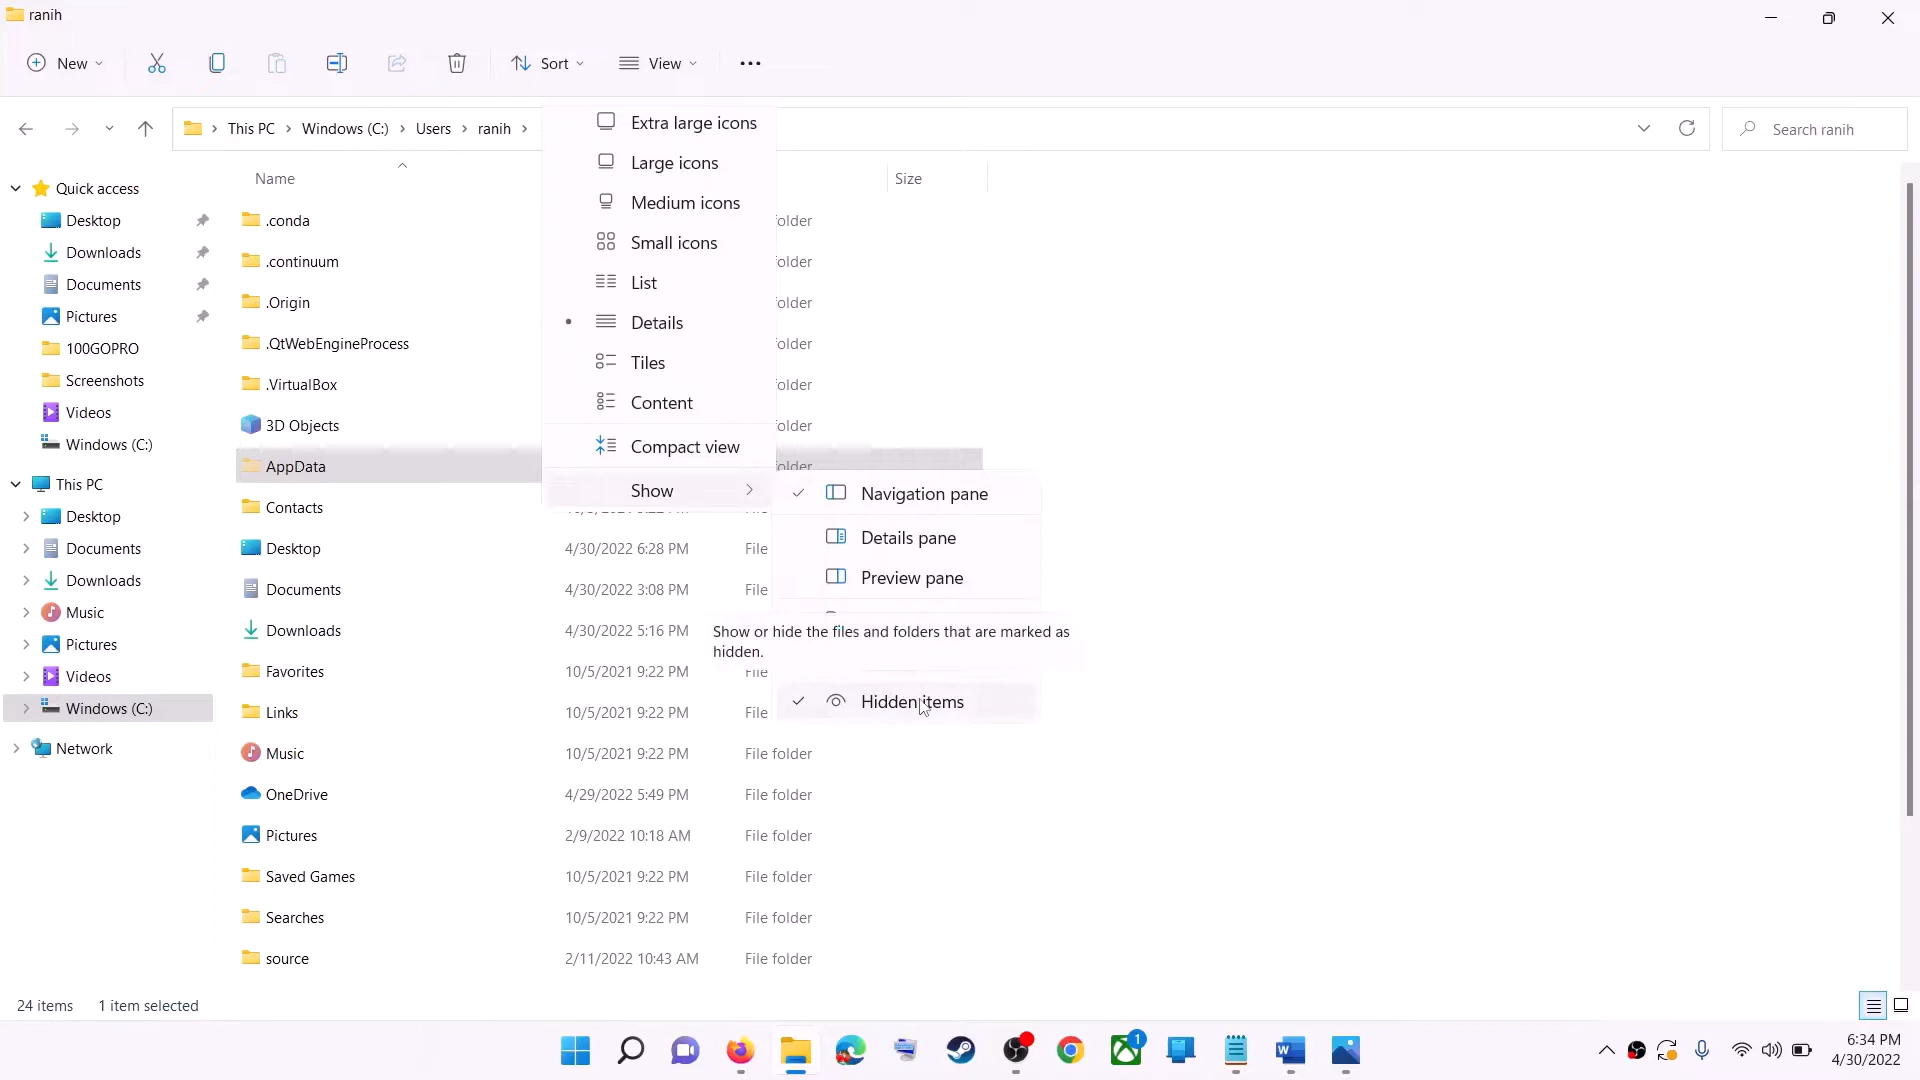 ranih
New
Sort
View
This PC
Windows (C:)
Users
ranih
Search ranih
Name
Size
Quick access
Desktop
Downloads
Documents
Pictures
100GOPRO
Screenshots
Videos
Windows (C:)
This PC
Desktop
Documents
Downloads
Music
Pictures
Videos
Windows (C:)
Network
.conda
older
.continuum
older
.Origin
older
.QtWebEngineProcess
older
.VirtualBox
older
3D Objects
older
AppData
older
Contacts
Desktop 4/30/2022 6:28 PM File
Documents 4/30/2022 3:08 PM File
Downloads 4/30/2022 5:16 PM
Favorites 10/5/2021 9:22 PM File
Links 10/5/2021 9:22 PM File
Music 10/5/2021 9:22 PM File folder
OneDrive 4/29/2022 5:49 PM File folder
Pictures 2/9/2022 10:18 AM File folder
Saved Games 10/5/2021 9:22 PM File folder
Searches 10/5/2021 9:22 PM File folder
source 2/11/2022 10:43 AM File folder
Extra large icons
Large icons
Medium icons
Small icons
List
Details
Tiles
Content
Compact view
Show
Navigation pane
Details pane
Preview pane
Show or hide the files and folders that are marked as
hidden.
Hidden items
24 items 1 item selected
1
6:34 PM
4/30/2022